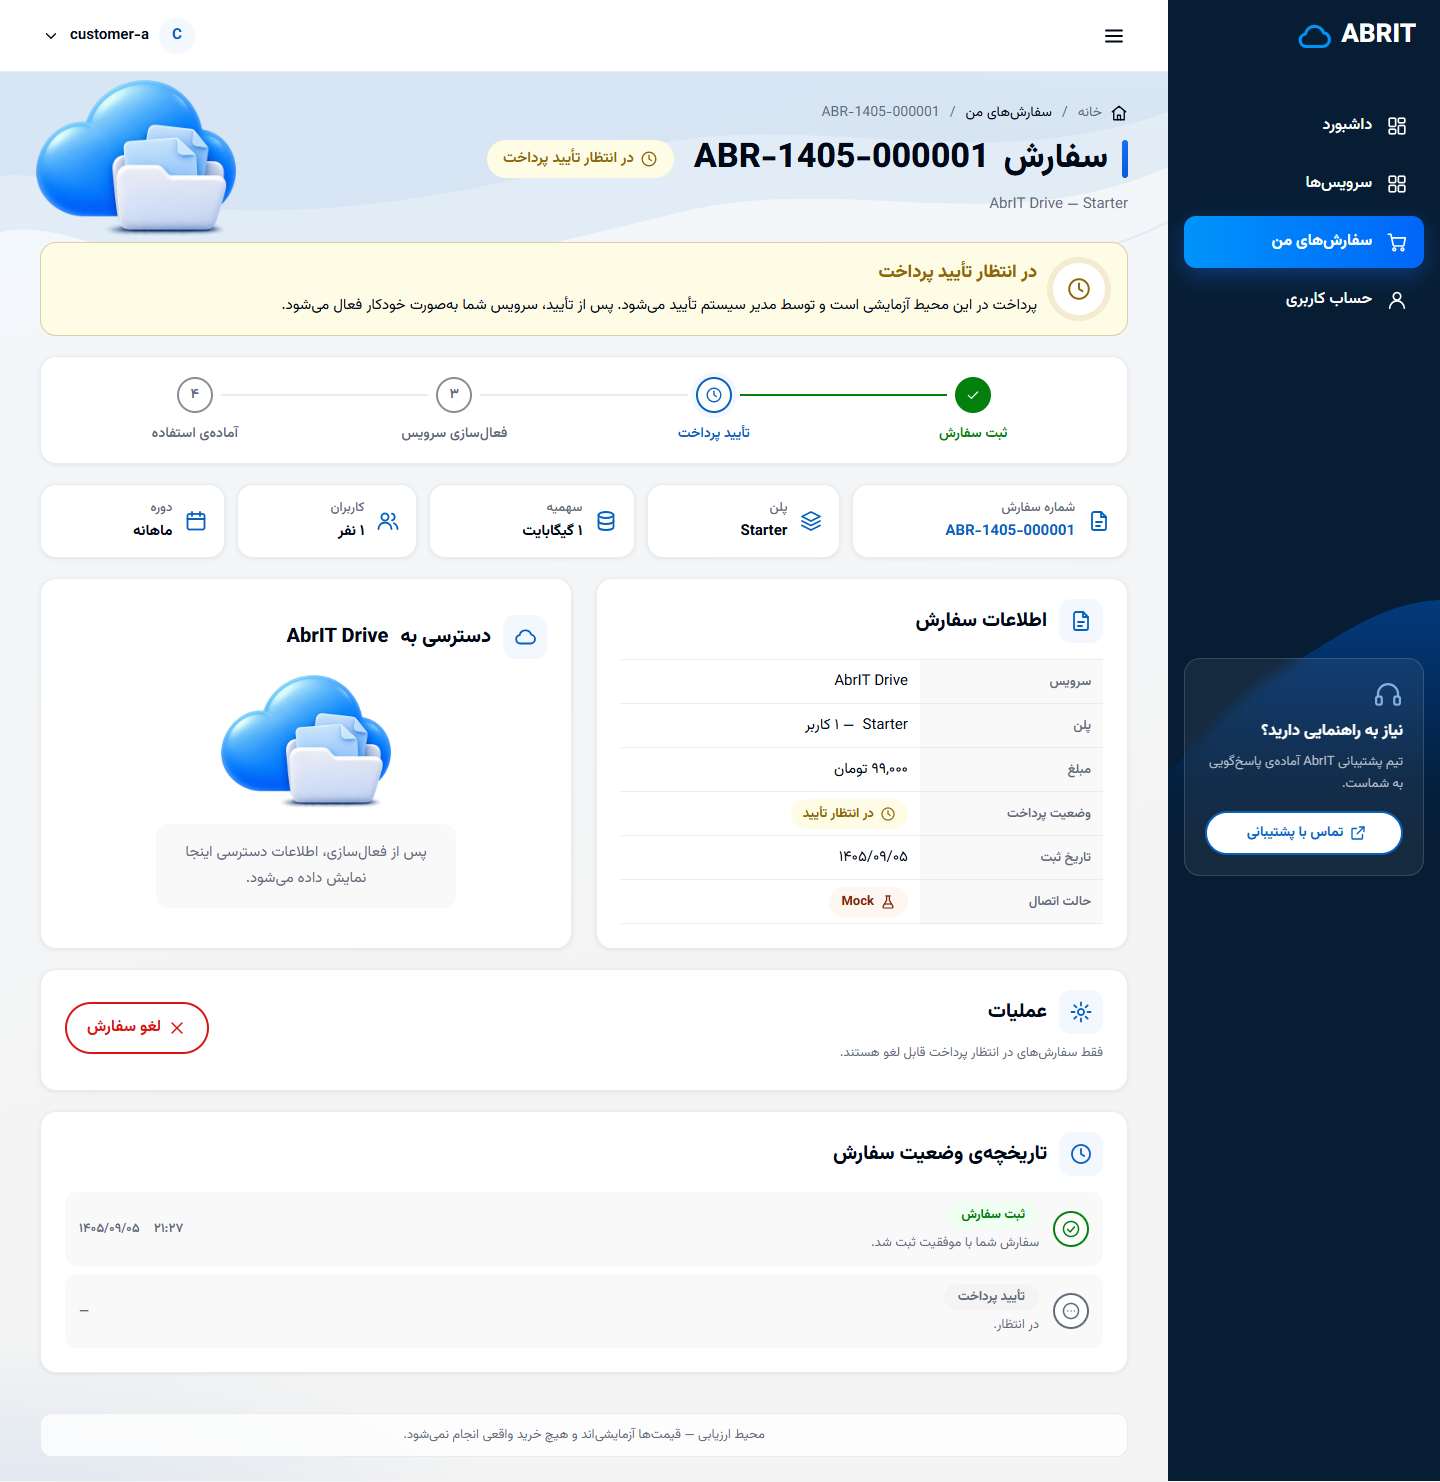 ABRIT
داشبورد
سرویس‌ها
سفارش‌های من
حساب کاربری
نیاز به راهنمایی دارید؟
تیم پشتیبانی AbrIT آماده‌ی پاسخ‌گویی
به شماست.
تماس با پشتیبانی
C customer-a
خانه / سفارش‌های من / ABR-1405-000001
سفارش ABR-1405-000001
در انتظار تأیید پرداخت
AbrIT Drive — Starter
در انتظار تأیید پرداخت
پرداخت در این محیط آزمایشی است و توسط مدیر سیستم تأیید می‌شود. پس از تأیید، سرویس شما به‌صورت خودکار فعال می‌شود.
ثبت سفارش
تأیید پرداخت
۳
فعال‌سازی سرویس
۴
آماده‌ی استفاده
شماره سفارش
ABR-1405-000001
پلن
Starter
سهمیه
۱ گیگابایت
کاربران
۱ نفر
دوره
ماهانه
اطلاعات سفارش
سرویس AbrIT Drive
پلن Starter — ۱ کاربر
مبلغ ۹۹,۰۰۰ تومان
وضعیت پرداخت در انتظار تأیید
تاریخ ثبت ۱۴۰۵/۰۹/۰۵
حالت اتصال Mock
دسترسی به AbrIT Drive
پس از فعال‌سازی، اطلاعات دسترسی اینجا
نمایش داده می‌شود.
عملیات
فقط سفارش‌های در انتظار پرداخت قابل لغو هستند.
لغو سفارش
تاریخچه‌ی وضعیت سفارش
ثبت سفارش
سفارش شما با موفقیت ثبت شد.
۲۱:۲۷ ۱۴۰۵/۰۹/۰۵
تأیید پرداخت
در انتظار.
—
محیط ارزیابی — قیمت‌ها آزمایشی‌اند و هیچ خرید واقعی انجام نمی‌شود.